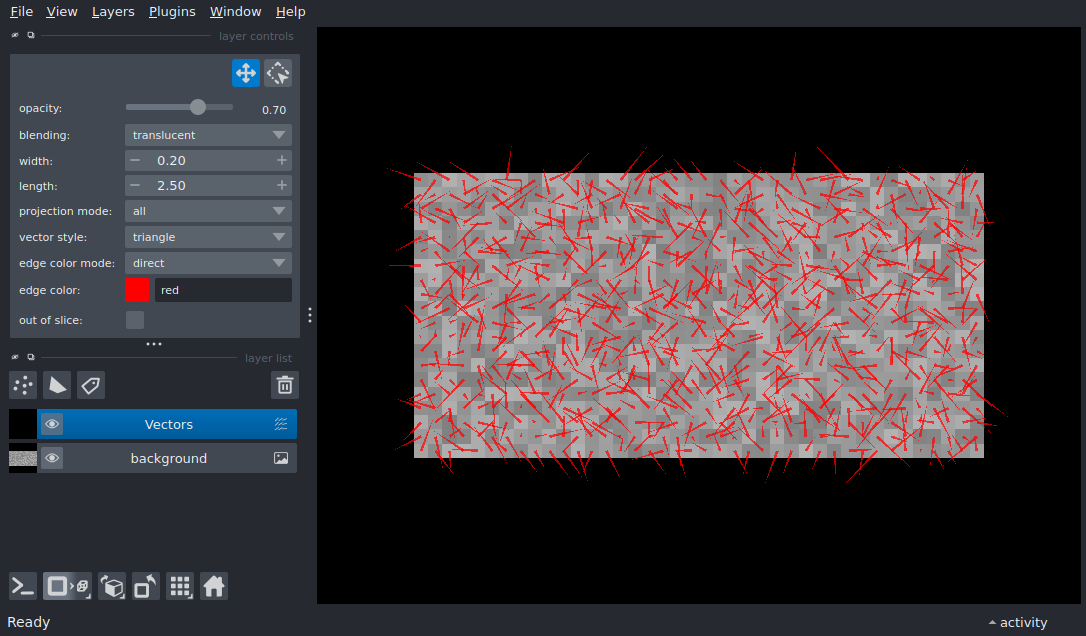 File View Layers Plugins Window Help
layer controls
opacity: 0.70
blending: translucent
width: 0.20
length: 2.50
projection mode: all
vector style: triangle
edge color mode: direct
edge color: red
out of slice:
layer list
Vectors
background
Ready activity